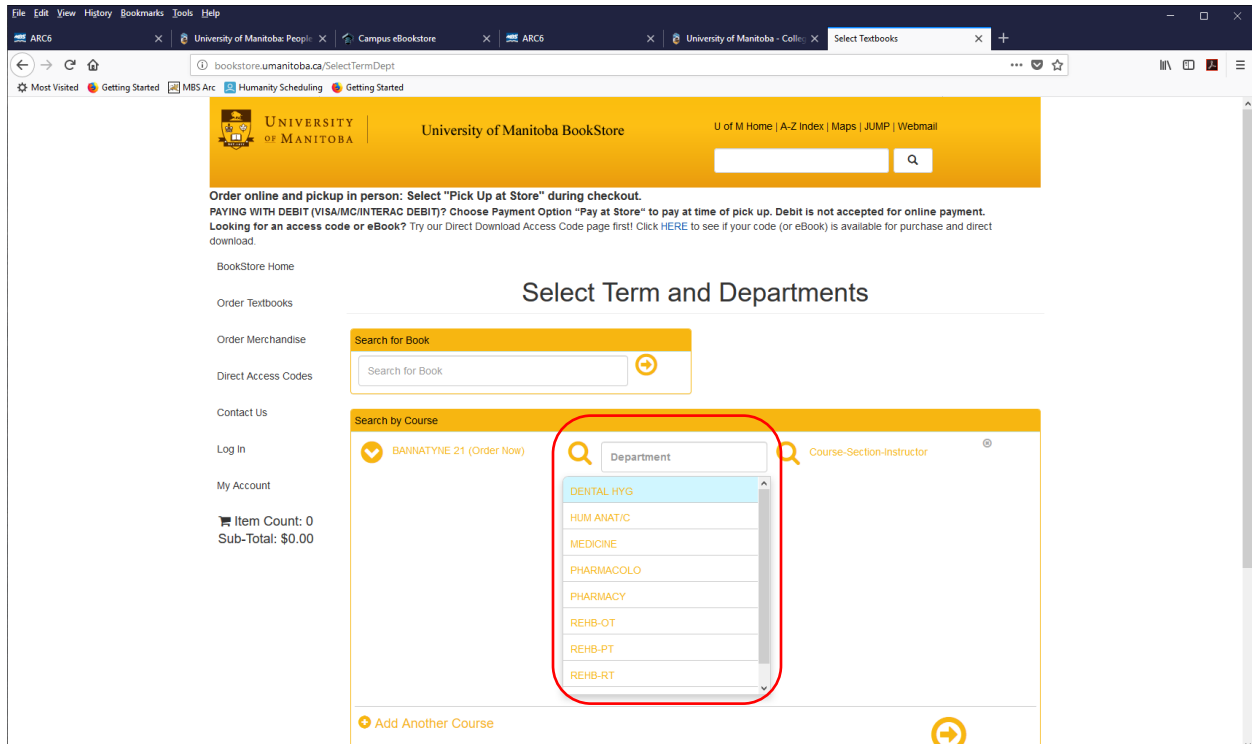 File Edit View History Bookmarks Tools Help
ARC6
University of Manitoba: People
Campus eBookstore
ARC6
University of Manitoba - Colleg
Select Textbooks
bookstore.umanitoba.ca/SelectTermDept
Most Visited Getting Started MBS Arc Humanity Scheduling Getting Started
UNIVERSITY
OF MANITOBA
University of Manitoba BookStore
U of M Home | A-Z Index | Maps | JUMP | Webmail
Order online and pickup in person: Select "Pick Up at Store" during checkout.
PAYING WITH DEBIT (VISA/MC/INTERAC DEBIT)? Choose Payment Option "Pay at Store" to pay at time of pick up. Debit is not accepted for online payment.
Looking for an access code or eBook? Try our Direct Download Access Code page first! Click HERE to see if your code (or eBook) is available for purchase and direct
download.
BookStore Home
Order Textbooks
Order Merchandise
Direct Access Codes
Contact Us
Log In
My Account
Item Count: 0
Sub-Total: $0.00
Select Term and Departments
Search for Book
Search for Book
Search by Course
BANNATYNE 21 (Order Now)
Department
Course-Section-Instructor
DENTAL HYG
HUM ANAT/C
MEDICINE
PHARMACOLO
PHARMACY
REHB-OT
REHB-PT
REHB-RT
Add Another Course